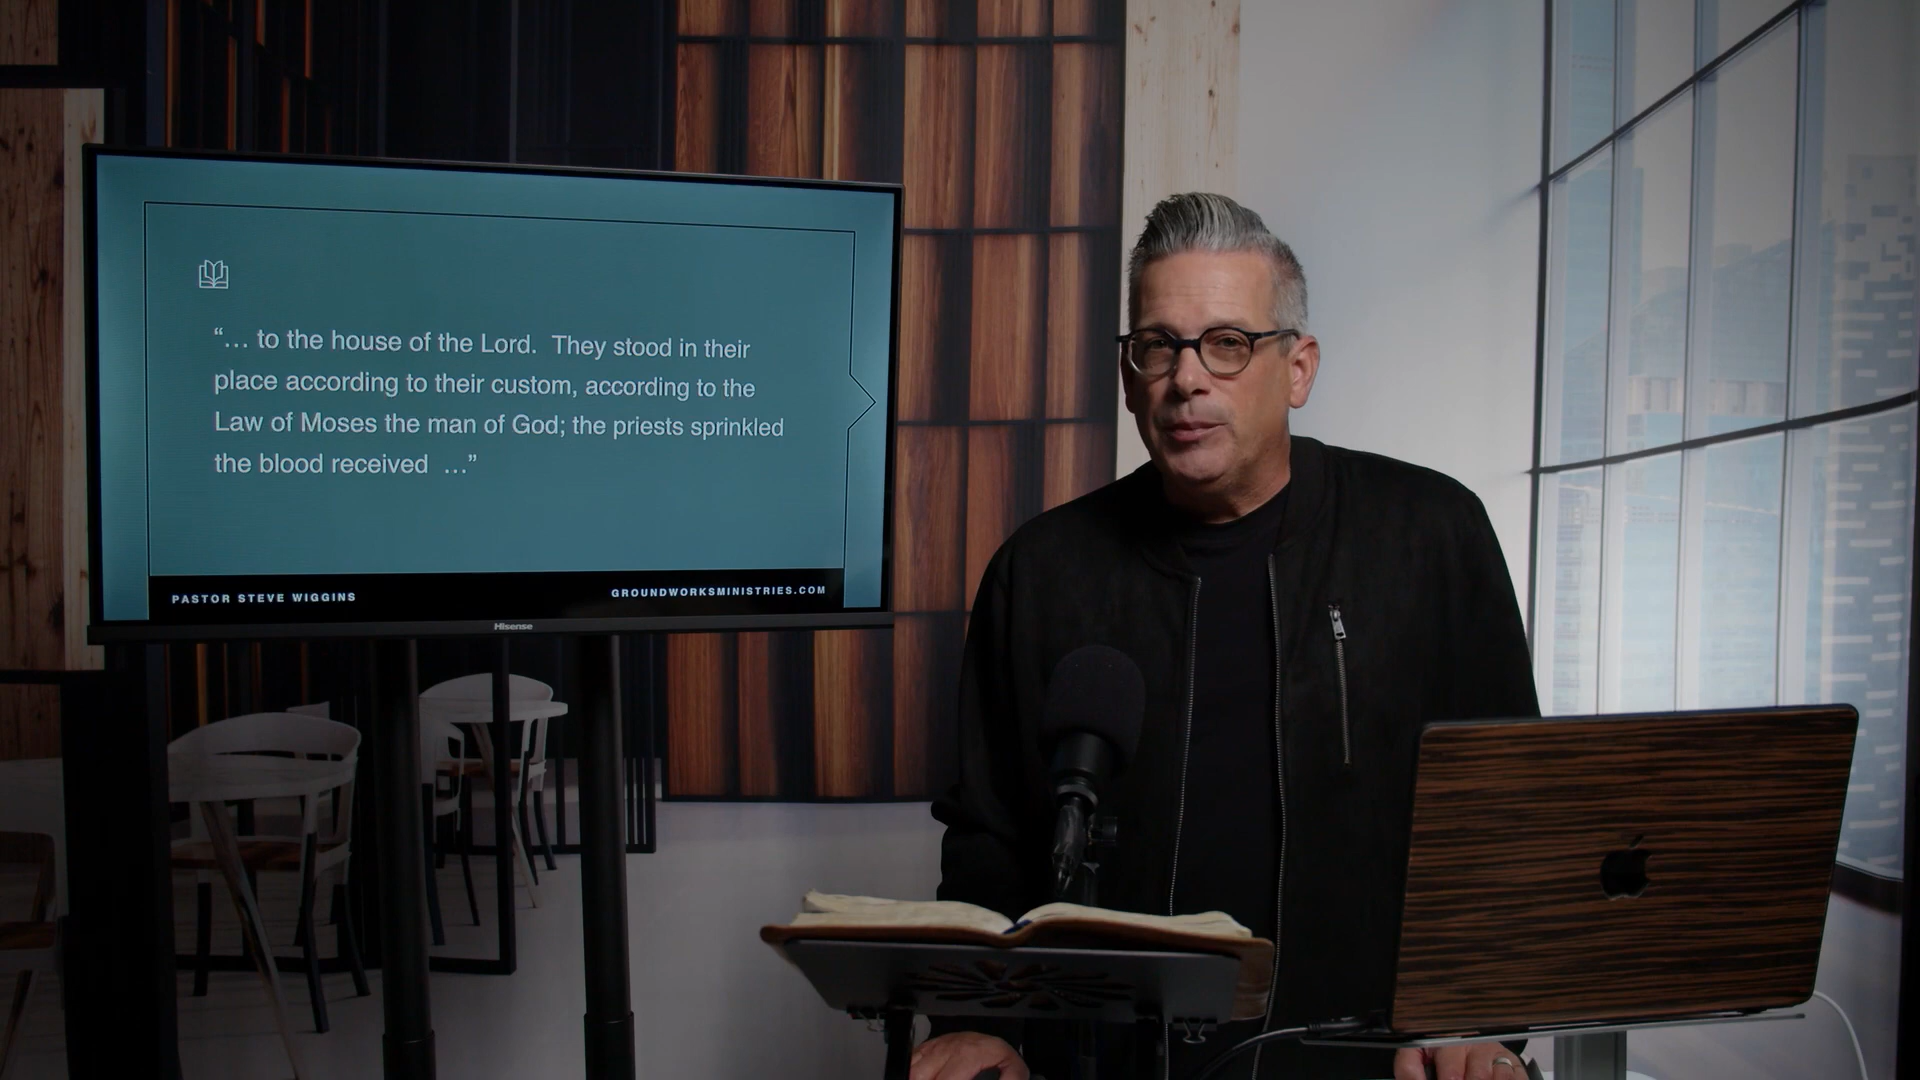 “… to the house of the Lord.  They stood in their
place according to their custom, according to the
Law of Moses the man of God; the priests sprinkled
the blood received  …”
PASTOR STEVE WIGGINS
GROUNDWORKSMINISTRIES.COM
Hisense